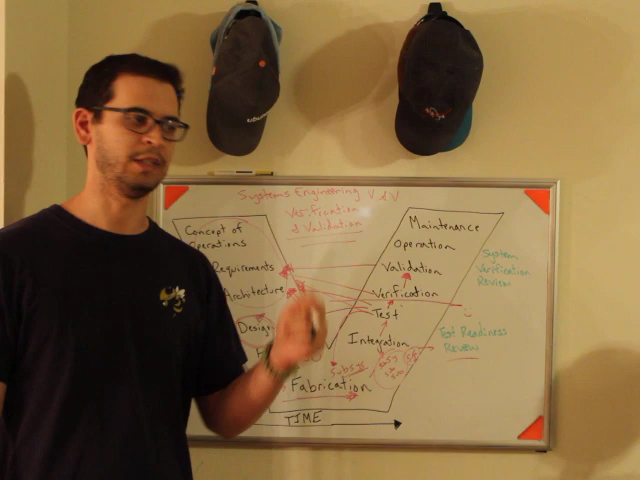 Systems Engineering V & V
Verification
& Validation
Concept of
Operations
Requirements
Architecture
Design
Fabrication
Integration
Test
Verification
Validation
Operation
Maintenance
System
Verification
Review
Test Readiness
Review
Subsys
TIME